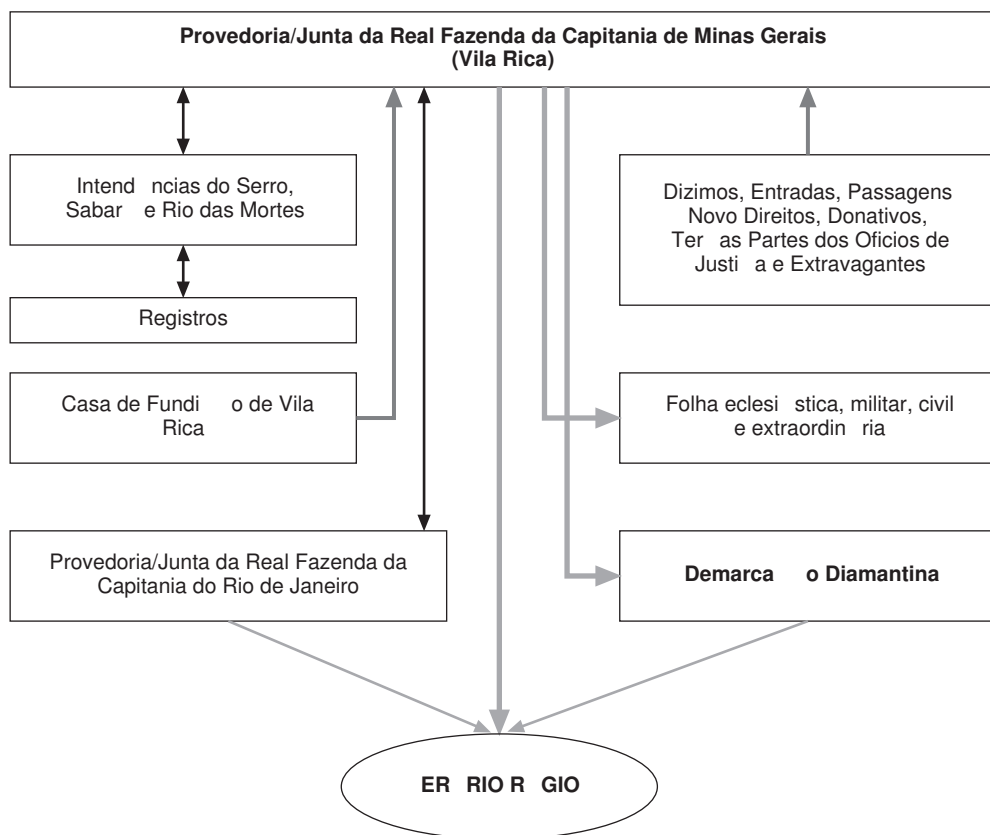 Provedoria/Junta da Real Fazenda da Capitania de Minas Gerais
(Vila Rica)
Intend ncias do Serro,
Sabar e Rio das Mortes
Registros
Casa de Fundi o de Vila
Rica
Provedoria/Junta da Real Fazenda da
Capitania do Rio de Janeiro
Dizimos, Entradas, Passagens
Novo Direitos, Donativos,
Ter as Partes dos Oficios de
Justi a e Extravagantes
Folha eclesi stica, militar, civil
e extraordin ria
Demarca o Diamantina
ER RIO R GIO